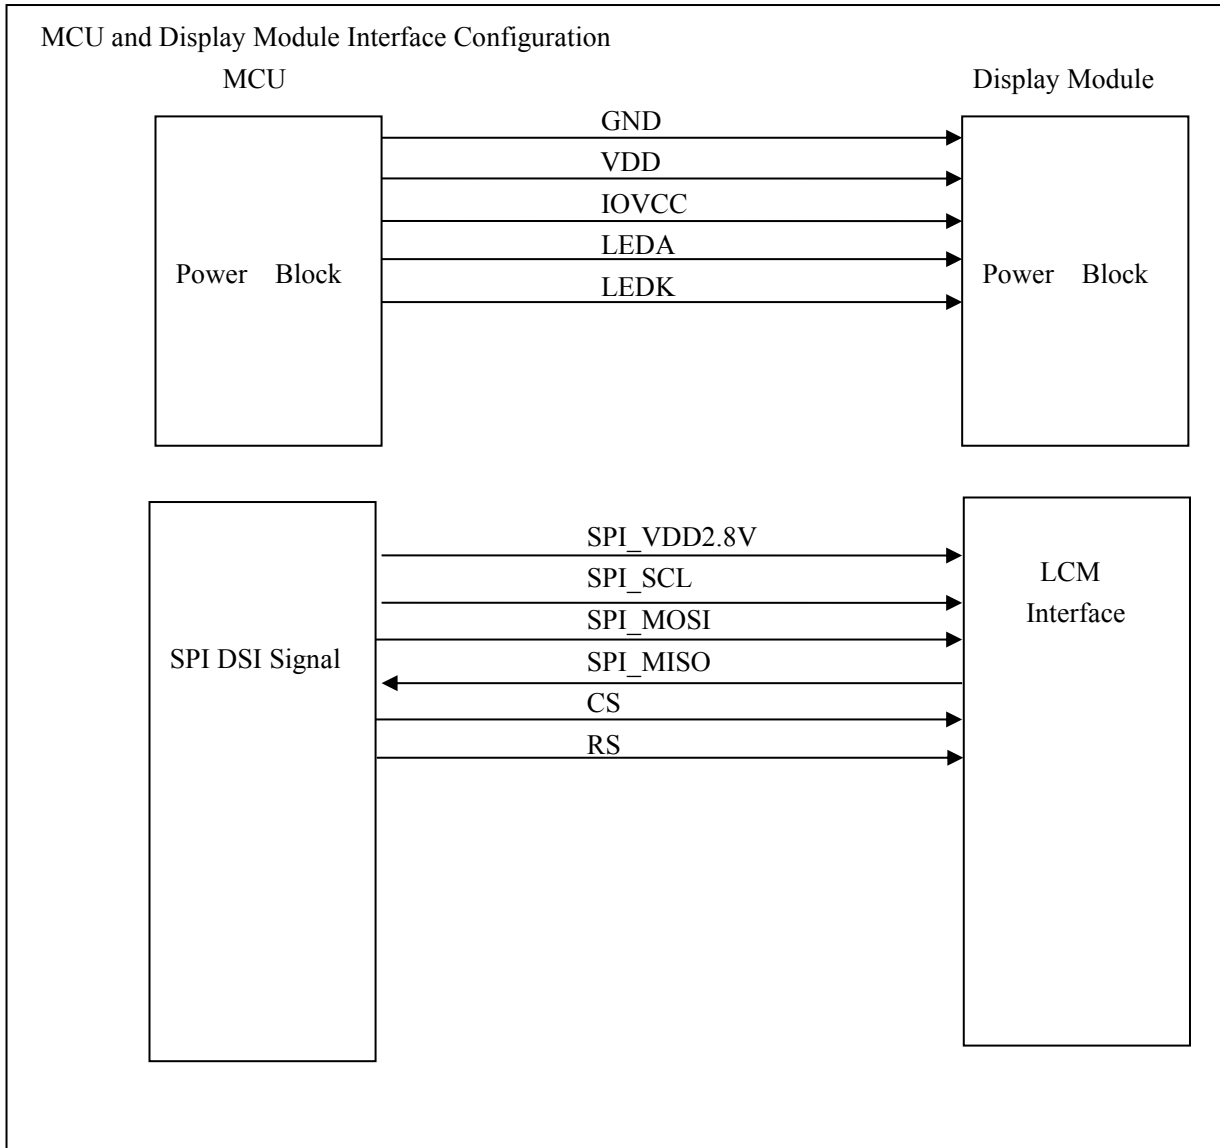 MCU and Display Module Interface Configuration
MCU
Display Module
GND
VDD
IOVCC
LEDA
LEDK
Power Block
Power Block
SPI_VDD2.8V
SPI_SCL
SPI_MOSI
SPI_MISO
CS
RS
SPI DSI Signal
LCM
Interface